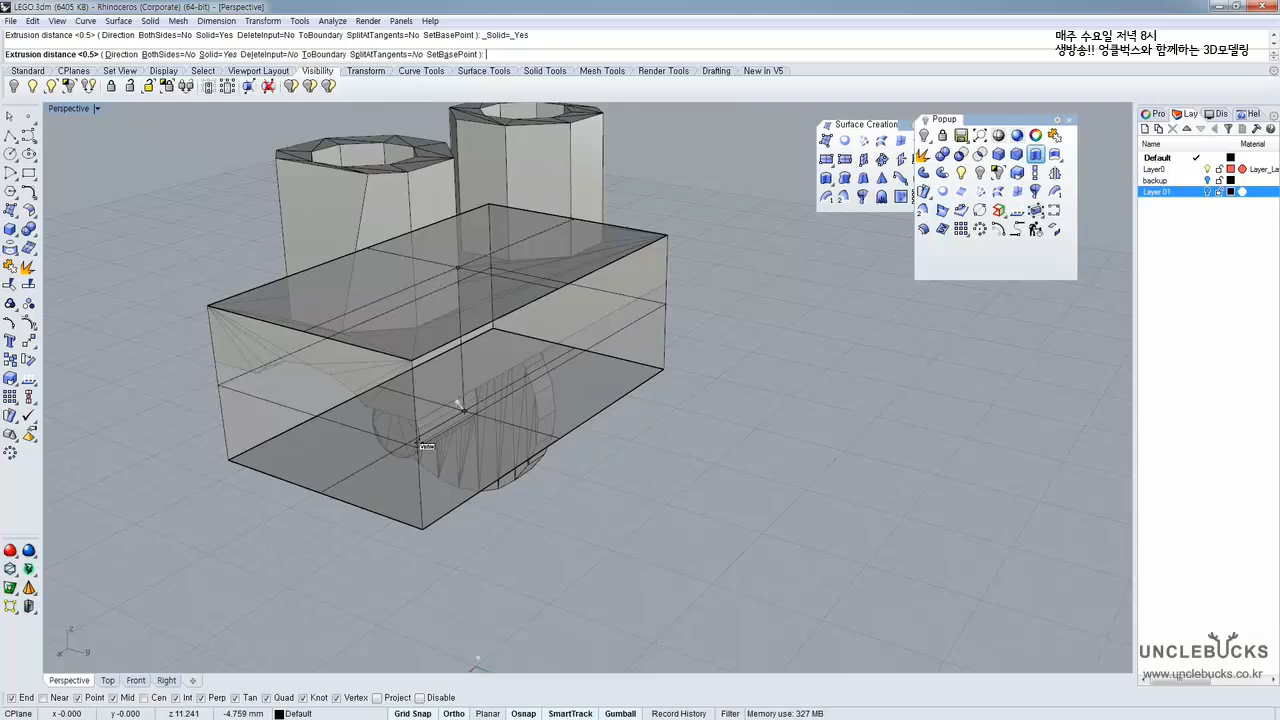 LEGO.3dm (6405 KB) - Rhinoceros (Corporate) (64-bit) - [Perspective]
File Edit View Curve Surface Solid Mesh Dimension Transform Tools Analyze Render Panels Help
Extrusion distance <0.5> ( Direction BothSides=No Solid=Yes DeleteInput=No ToBoundary SplitAtTangents=No SetBasePoint ): _Solid=_Yes
Extrusion distance <0.5> ( Direction BothSides=No Solid=Yes DeleteInput=No ToBoundary SplitAtTangents=No SetBasePoint ):
매주 수요일 저녁 8시
생방송!! 엉클벅스와 함께하는 3D모델링
Standard CPlanes Set View Display Select Viewport Layout Visibility Transform Curve Tools Surface Tools Solid Tools Mesh Tools Render Tools Drafting New in V5
Perspective
Surface Creation
Popup
Pro Lay Dis Hel
Name Material
Default
Layer0 Layer_La
backup
Layer 01
z
x y
UNCLEBUCKS
www.unclebucks.co.kr
Perspective Top Front Right
End Near Point Mid Cen Int Perp Tan Quad Knot Vertex Project Disable
CPlane x -0.000 y -0.000 z 11.241 -4.759 mm Default Grid Snap Ortho Planar Osnap SmartTrack Gumball Record History Filter Memory use: 327 MB